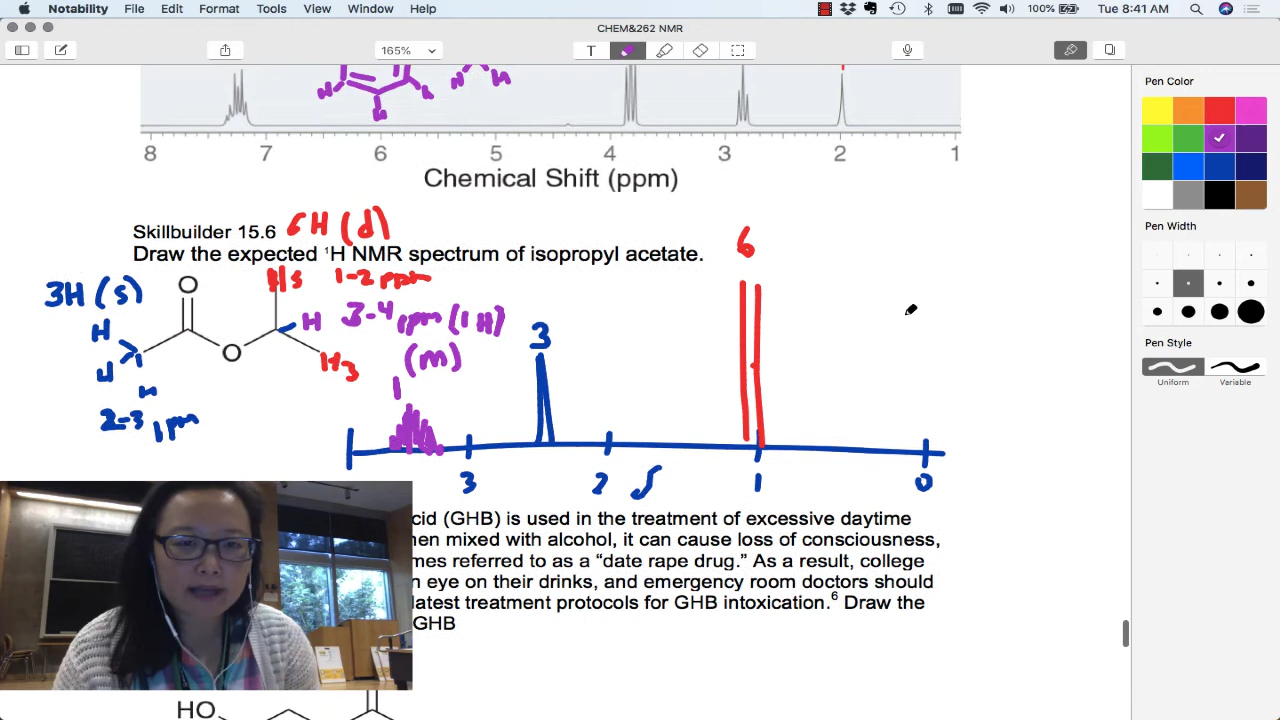 Notability File Edit Format Tools View Window Help 100% Tue 8:41 AM
CHEM&262 NMR
165% T
8 7 6 5 4 3 2 1
Chemical Shift (ppm)
H H H H H
Skillbuilder 15.6 6H (d)
Draw the expected ¹H NMR spectrum of isopropyl acetate.
6
3H (s) O H3 1-2 ppm
H H 3-4 ppm (1H)
O (m)
H H H3
2-3 ppm
1 3
3 2 δ 1 0
cid (GHB) is used in the treatment of excessive daytime
hen mixed with alcohol, it can cause loss of consciousness,
mes referred to as a “date rape drug.” As a result, college
n eye on their drinks, and emergency room doctors should
latest treatment protocols for GHB intoxication.⁶ Draw the
GHB
HO
Pen Color
Pen Width
Pen Style
Uniform Variable